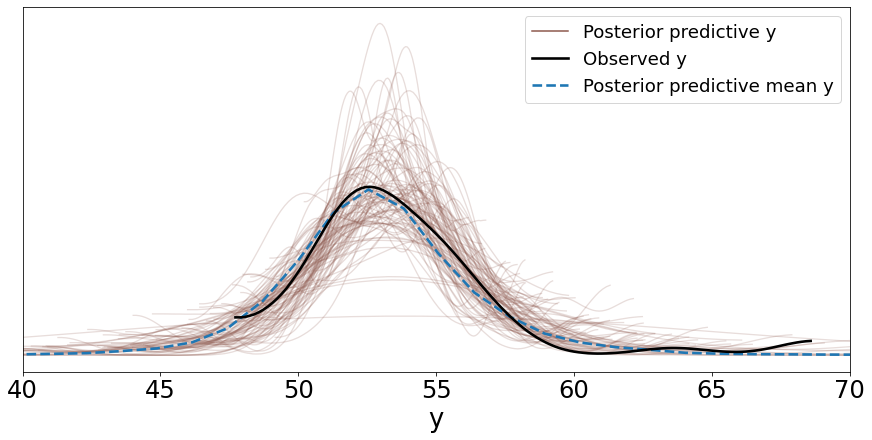 Posterior predictive y
Observed y
Posterior predictive mean y
40 45 50 55 60 65 70
y